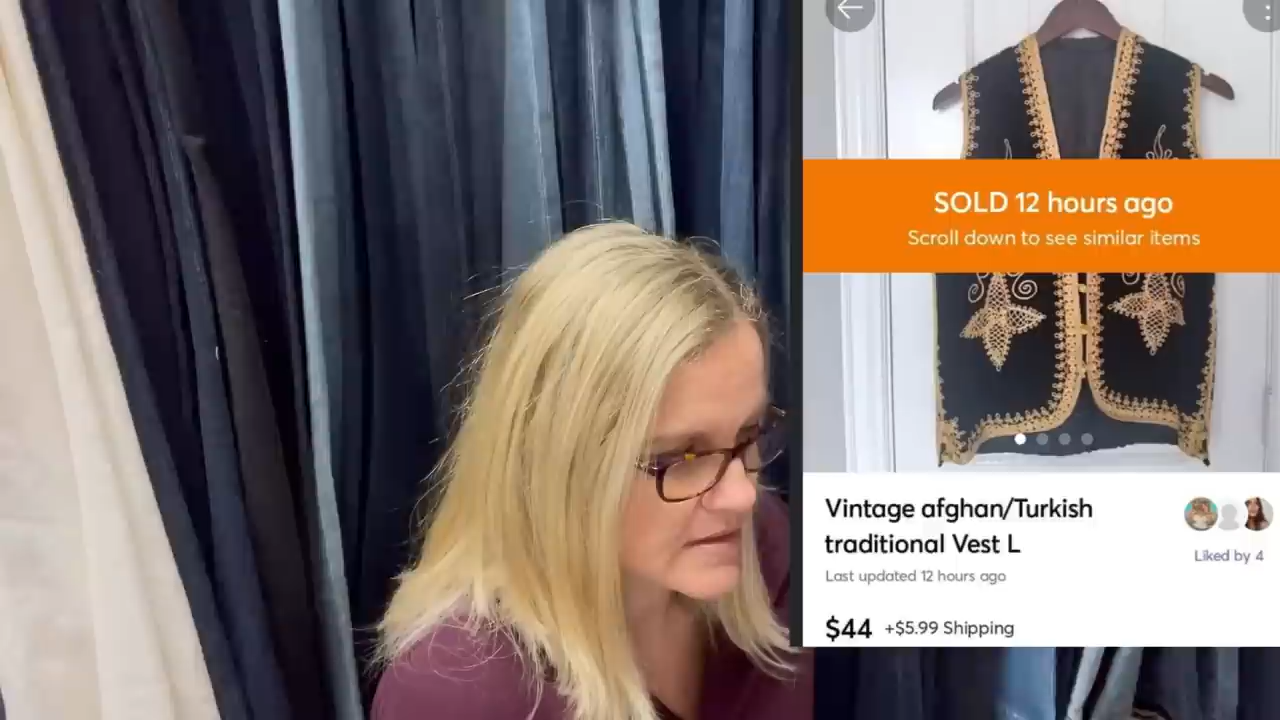 SOLD 12 hours ago
Scroll down to see similar items
Vintage afghan/Turkish
traditional Vest L
Liked by 4
Last updated 12 hours ago
$44 +$5.99 Shipping